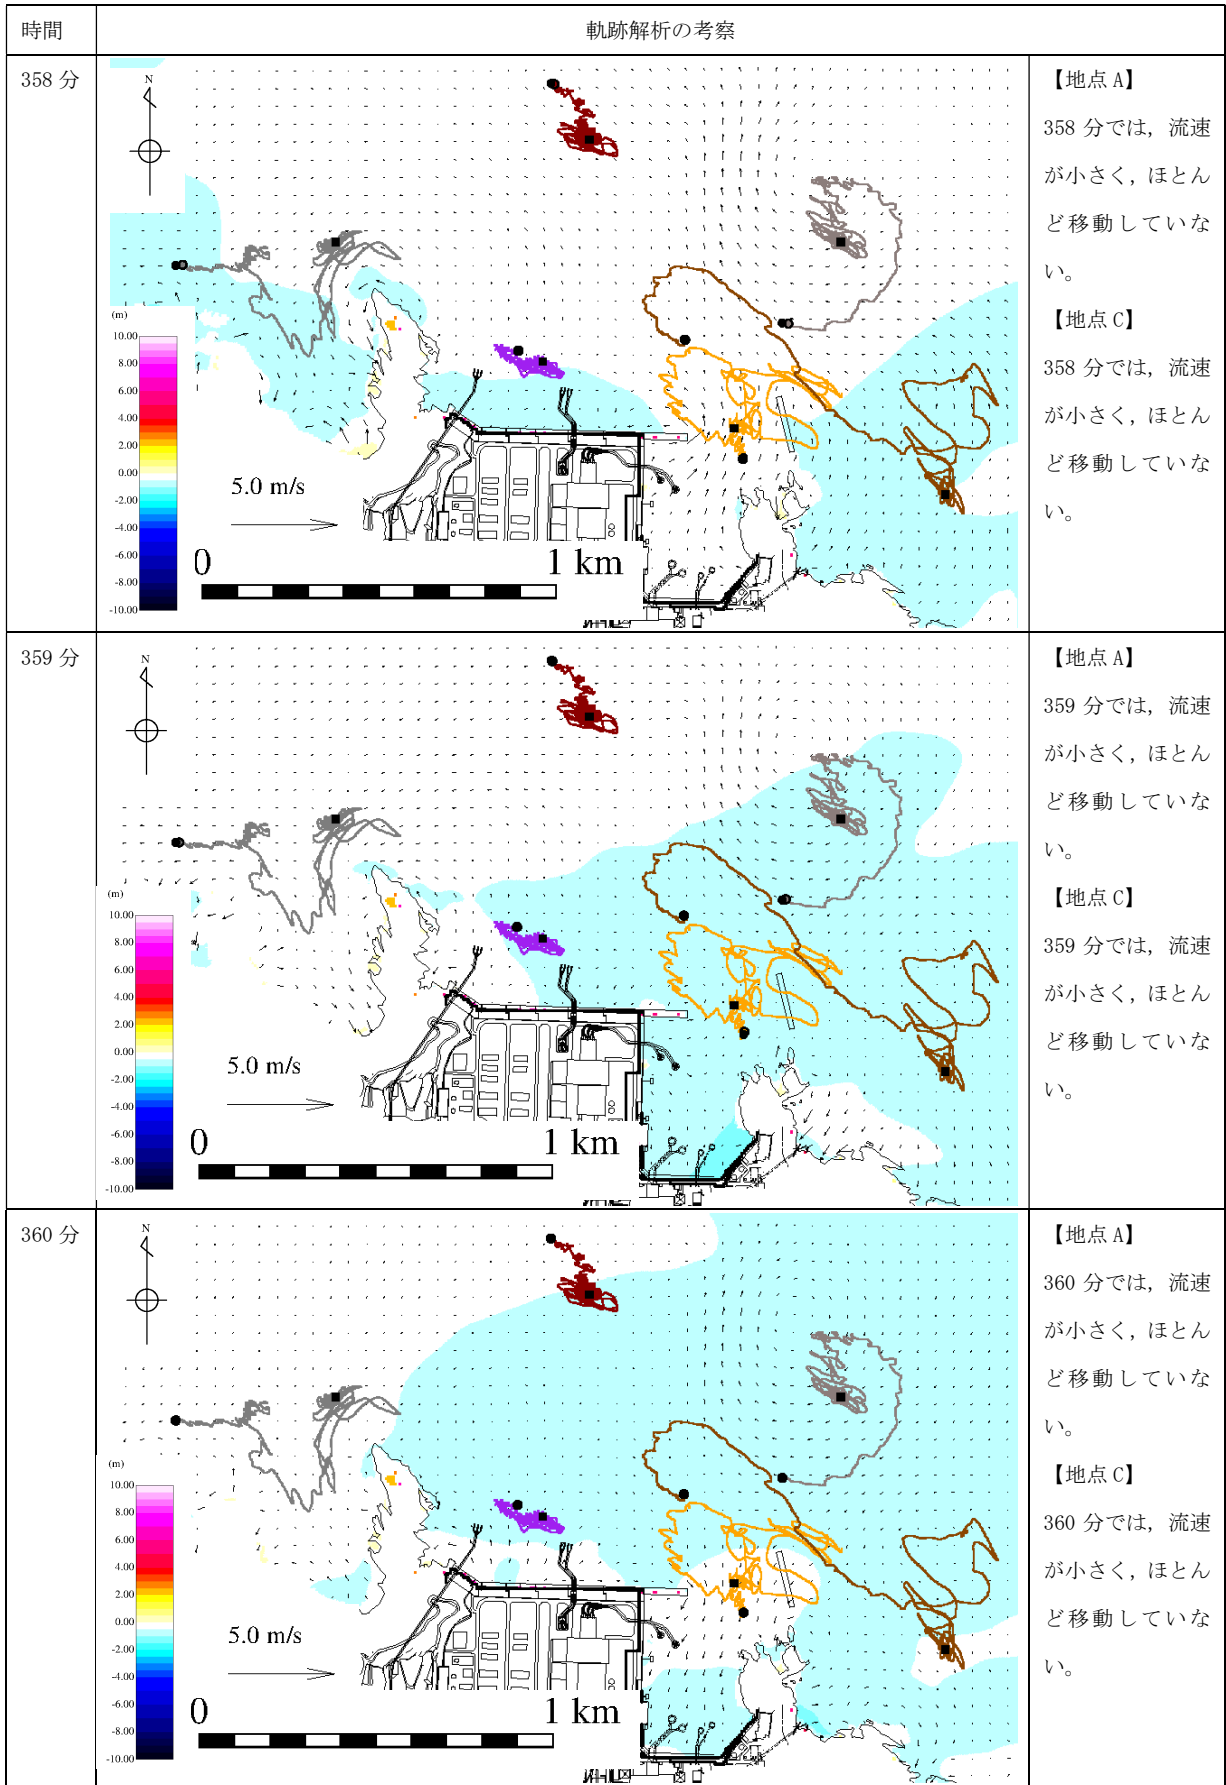 時間
軌跡解析の考察
358 分
N
(m)
10.00
8.00
6.00
4.00
2.00
0.00
-2.00
-4.00
-6.00
-8.00
-10.00
5.0 m/s
0
1 km
【地点 A】
358 分では，流速
が小さく，ほとん
ど移動していな
い。
【地点 C】
358 分では，流速
が小さく，ほとん
ど移動していな
い。
359 分
N
(m)
10.00
8.00
6.00
4.00
2.00
0.00
-2.00
-4.00
-6.00
-8.00
-10.00
5.0 m/s
0
1 km
【地点 A】
359 分では，流速
が小さく，ほとん
ど移動していな
い。
【地点 C】
359 分では，流速
が小さく，ほとん
ど移動していな
い。
360 分
N
(m)
10.00
8.00
6.00
4.00
2.00
0.00
-2.00
-4.00
-6.00
-8.00
-10.00
5.0 m/s
0
1 km
【地点 A】
360 分では，流速
が小さく，ほとん
ど移動していな
い。
【地点 C】
360 分では，流速
が小さく，ほとん
ど移動していな
い。